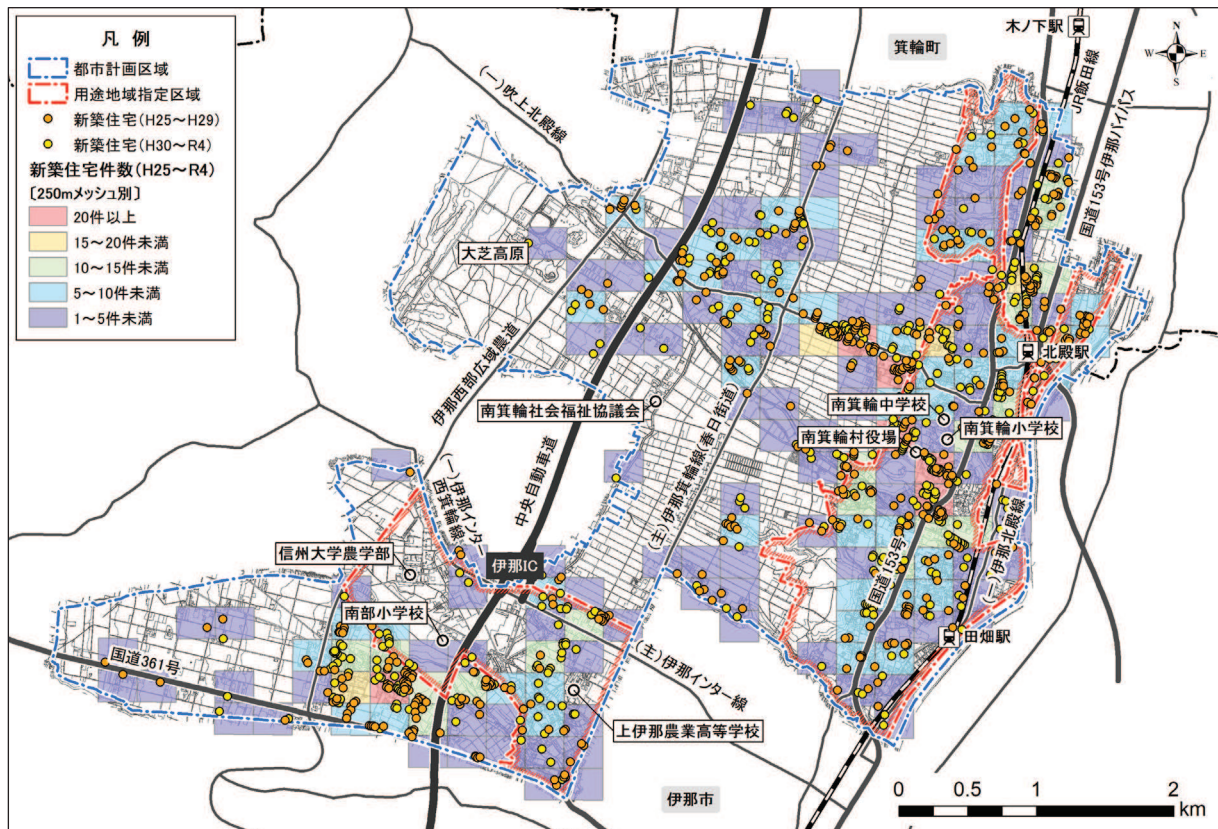 凡 例
都市計画区域
用途地域指定区域
新築住宅(H25～H29)
新築住宅(H30～R4)
新築住宅件数(H25～R4)
〔250mメッシュ別〕
20件以上
15～20件未満
10～15件未満
5～10件未満
1～5件未満
木ノ下駅
箕輪町
N
W
E
S
JR飯田線
国道153号伊那バイパス
(一)吹上北殿線
大芝高原
伊那西部広域農道
北殿駅
南箕輪社会福祉協議会
南箕輪中学校
南箕輪小学校
南箕輪村役場
(主)伊那箕輪線(春日街道)
中央自動車道
(一)伊那インター
西箕輪線
信州大学農学部
伊那IC
国道153号
(一)伊那北殿線
南部小学校
田畑駅
国道361号
(主)伊那インター線
上伊那農業高等学校
伊那市
0
0.5
1
2
km